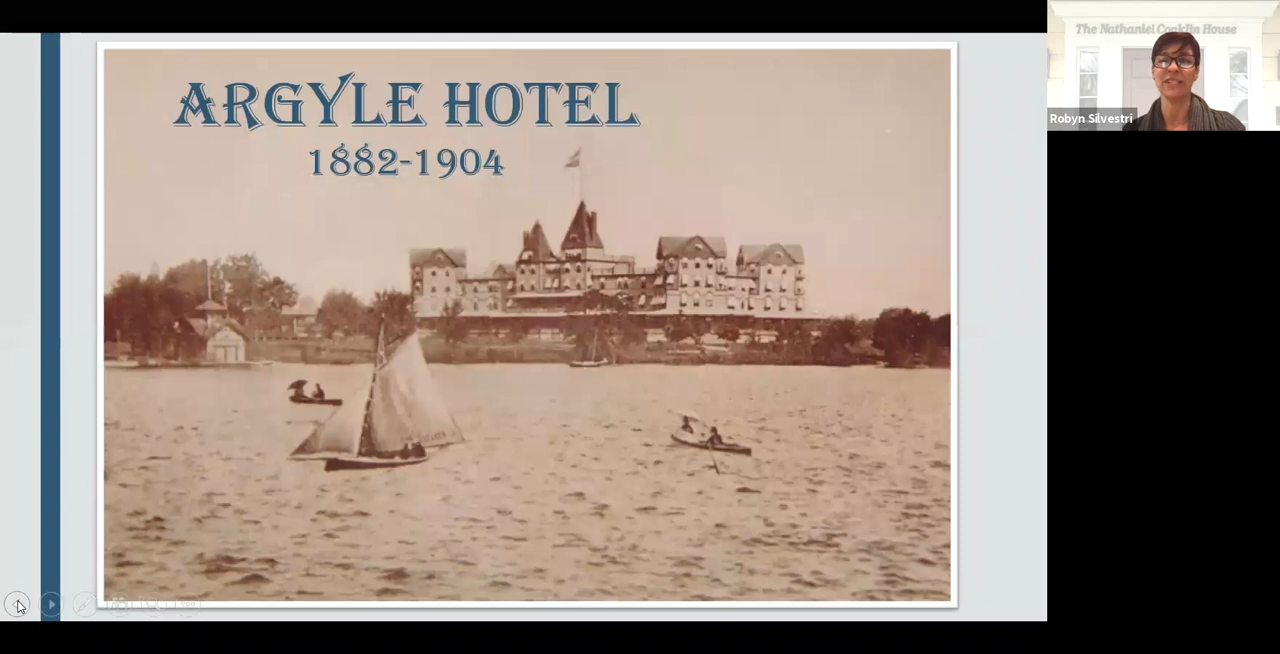 ARGYLE HOTEL
1882-1904
The Nathaniel Conklin House
Robyn Silvestri